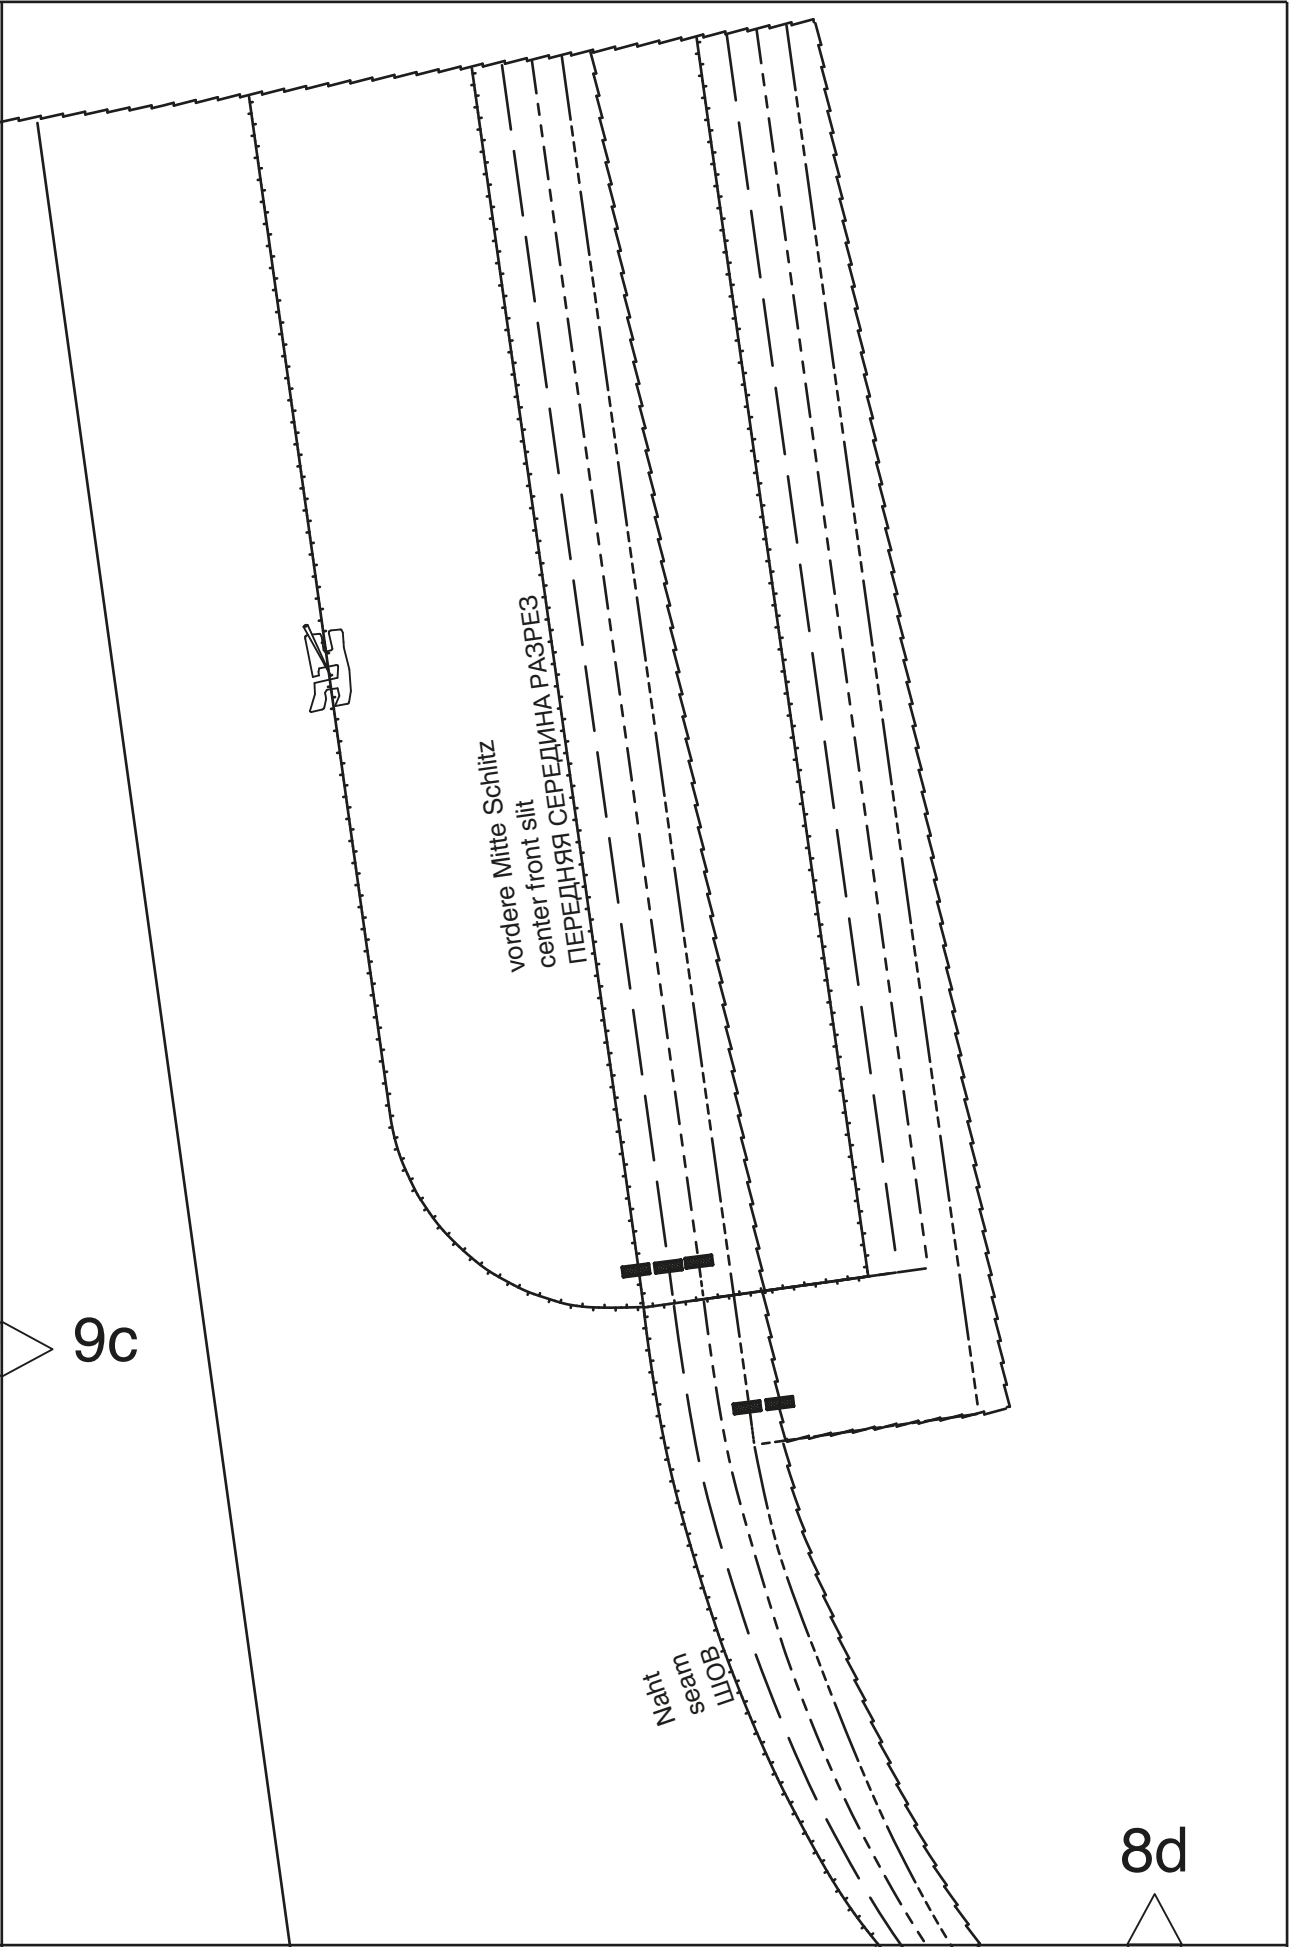 vordere Mitte Schlitz
center front slit
ПЕРЕДНЯЯ СЕРЕДИНА РАЗРЕЗ
9c
Naht
seam
ШОВ
8d